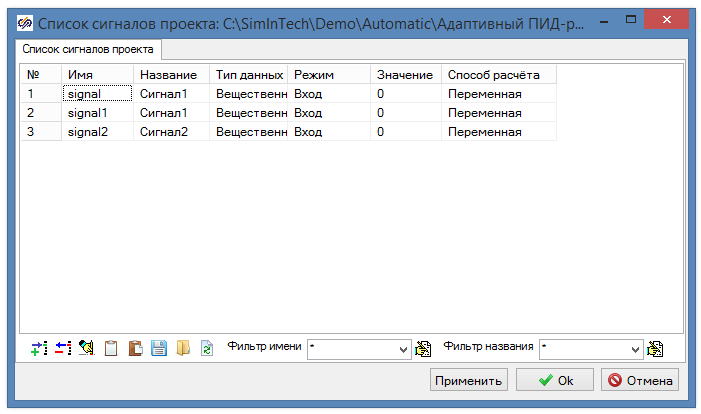 Список сигналов проекта: C:\SimInTech\Demo\Automatic\Адаптивный ПИД-р...
Список сигналов проекта
№ Имя Название Тип данных Режим Значение Способ расчёта
1 signal Сигнал1 Вещественн Вход 0 Переменная
2 signal1 Сигнал1 Вещественн Вход 0 Переменная
3 signal2 Сигнал2 Вещественн Вход 0 Переменная
Фильтр имени * Фильтр названия *
Применить Ok Отмена